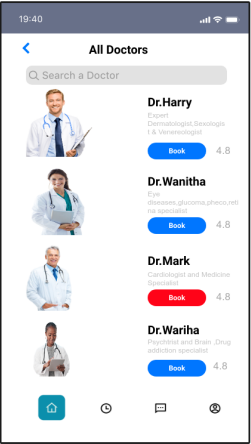 19:40
All Doctors
Search a Doctor
Dr.Harry
Expert
Dermatologist,Sexologis
t & Venereologist
Book 4.8
Dr.Wanitha
Eye
diseases,glucoma,pheco,reti
na specialist
Book 4.8
Dr.Mark
Cardiologist and Medicine
Specialist
Book 4.8
Dr.Wariha
Psychtrist and Brain ,Drug
addiction specialist
Book 4.8